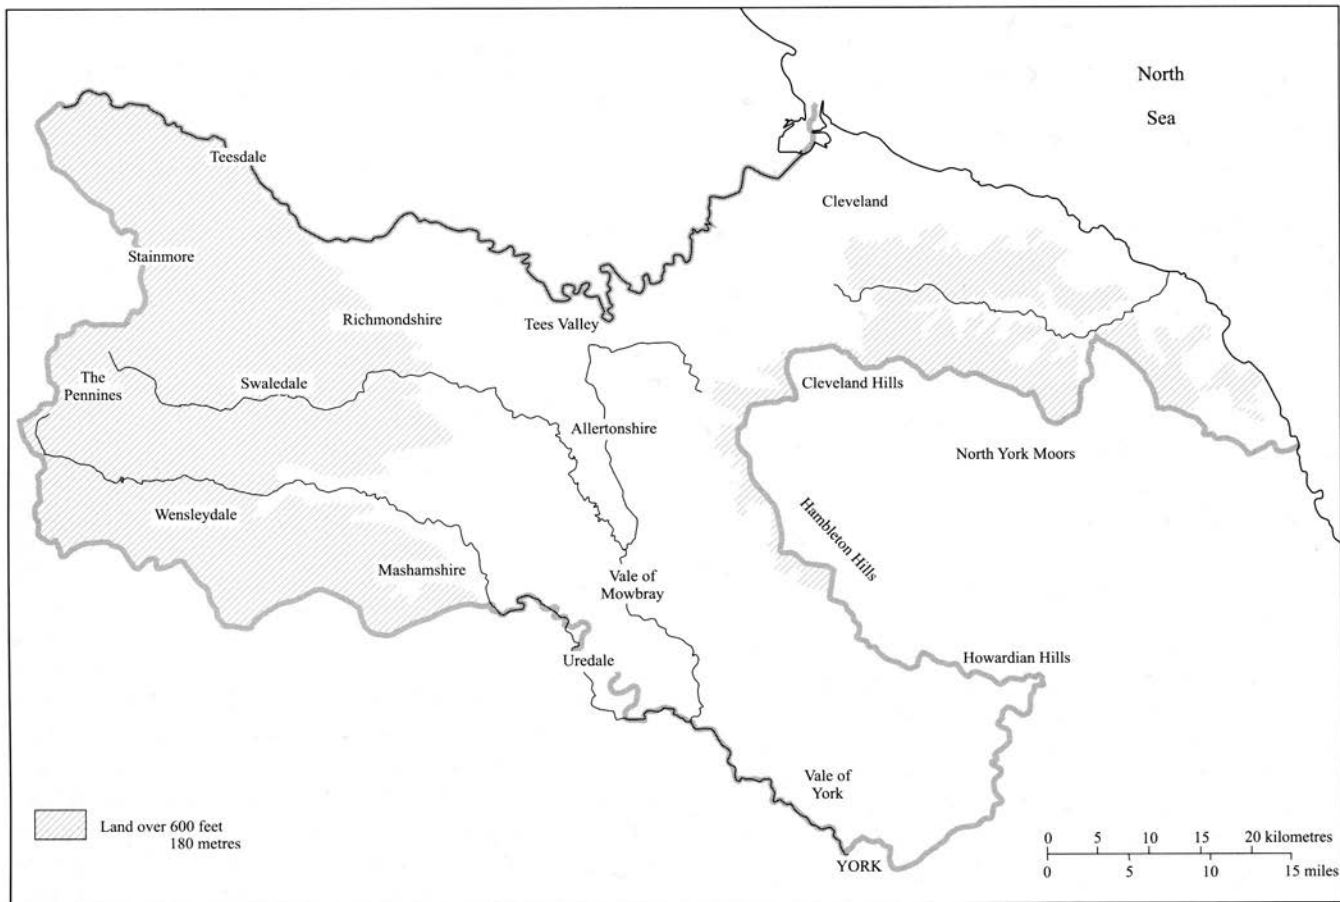 North
Sea
Teesdale
Cleveland
Stainmore
Richmondshire
Tees Valley
The
Pennines
Swaledale
Cleveland Hills
Allertonshire
North York Moors
Wensleydale
Hambleton Hills
Mashamshire
Vale of
Mowbray
Uredale
Howardian Hills
Vale of
York
YORK
Land over 600 feet
180 metres
0 5 10 15 20 kilometres
0 5 10 15 miles